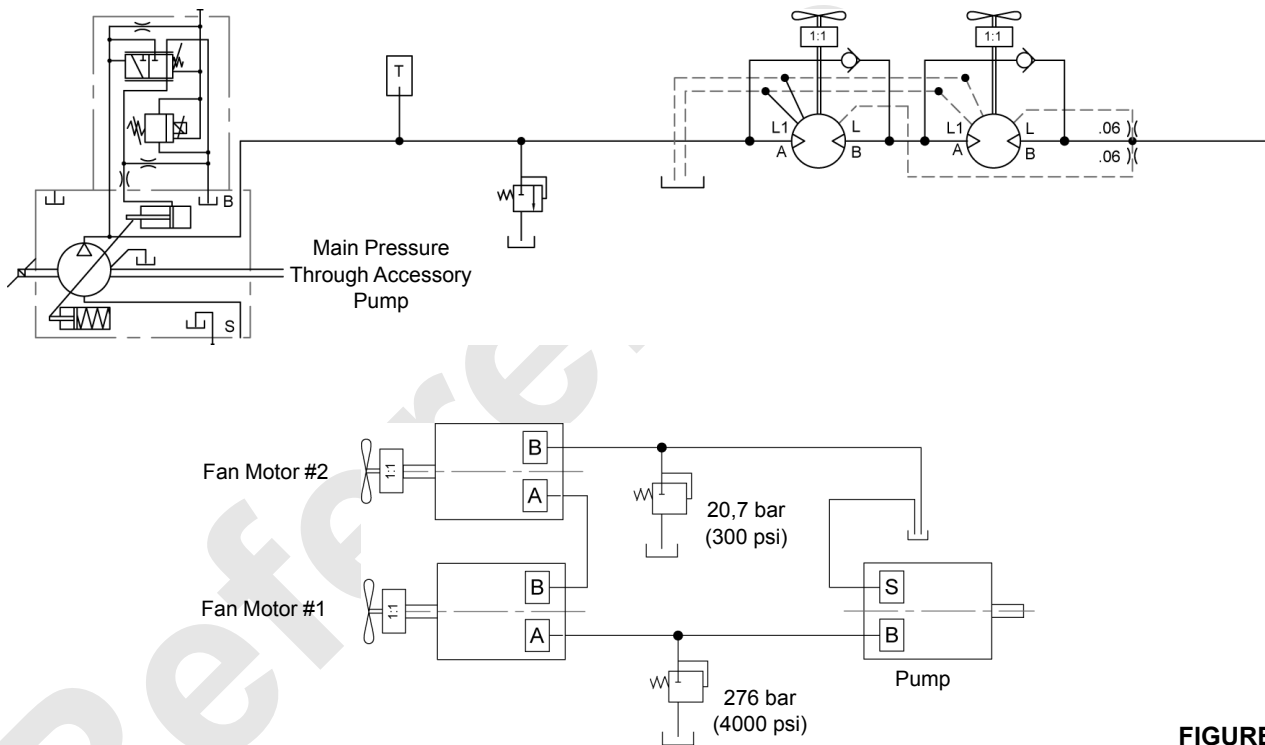 1:1
1:1
T
L1
L
L1
L
A
B
A
B
.06
.06
B
S
Main Pressure
Through Accessory
Pump
Refere
Fan Motor #2
1:1
B
A
20,7 bar
(300 psi)
Fan Motor #1
1:1
B
A
S
B
Pump
276 bar
(4000 psi)
FIGURE